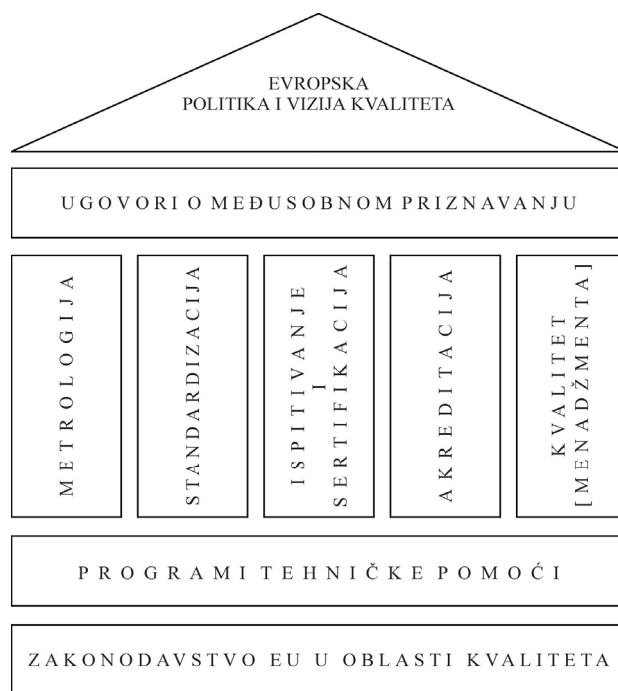 EVROPSKA
POLITIKA I VIZIJA KVALITETA
UGOVORI O MEĐUSOBNOM PRIZNAVANJU
METROLOGIJA
STANDARDIZACIJA
ISPITIVANJE
I
SERTIFIKACIJA
AKREDITACIJA
KVALITET
[MENADŽMENTA]
PROGRAMI TEHNIČKE POMOĆI
ZAKONODAVSTVO EU U OBLASTI KVALITETA